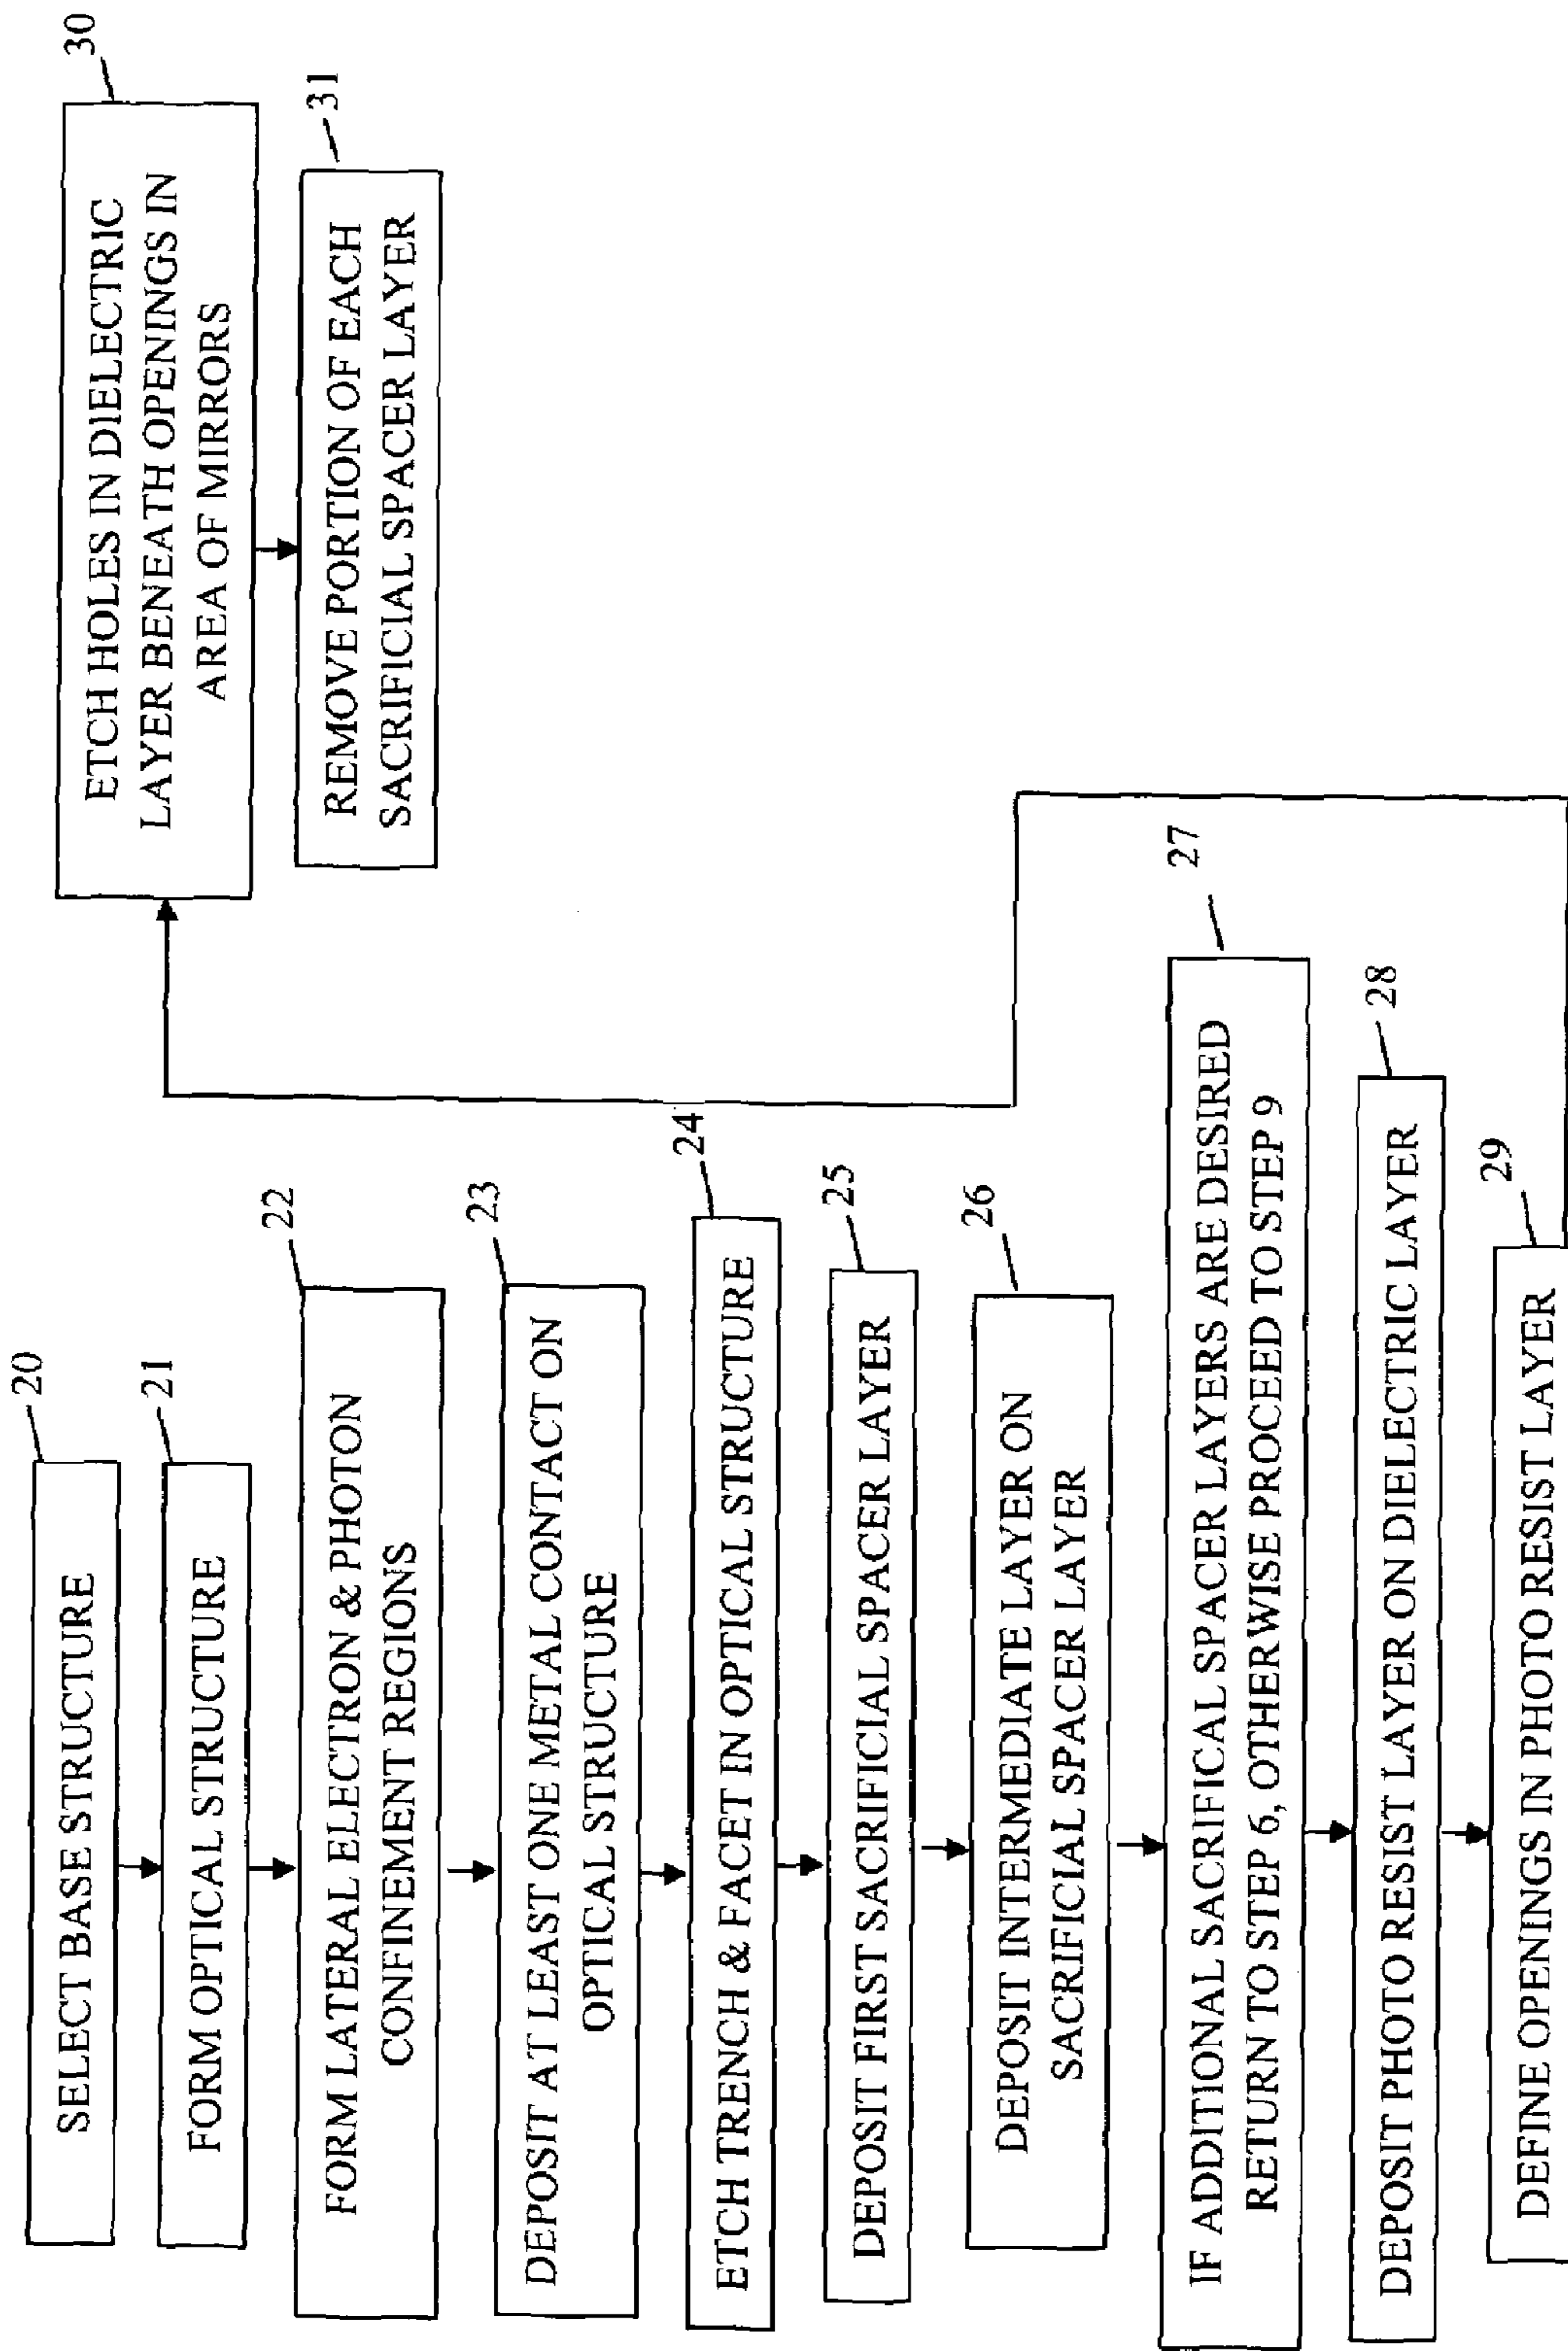 20
SELECT BASE STRUCTURE
21
FORM OPTICAL STRUCTURE
22
FORM LATERAL ELECTRON & PHOTON
CONFINEMENT REGIONS
23
DEPOSIT AT LEAST ONE METAL CONTACT ON
OPTICAL STRUCTURE
24
ETCH TRENCH & FACET IN OPTICAL STRUCTURE
25
DEPOSIT FIRST SACRIFICIAL SPACER LAYER
26
DEPOSIT INTERMEDIATE LAYER ON
SACRIFICIAL SPACER LAYER
27
IF ADDITIONAL SACRIFICAL SPACER LAYERS ARE DESIRED
RETURN TO STEP 6, OTHERWISE PROCEED TO STEP 9
28
DEPOSIT PHOTO RESIST LAYER ON DIELECTRIC LAYER
29
DEFINE OPENINGS IN PHOTO RESIST LAYER
30
ETCH HOLES IN DIELECTRIC
LAYER BENEATH OPENINGS IN
AREA OF MIRRORS
31
REMOVE PORTION OF EACH
SACRIFICIAL SPACER LAYER